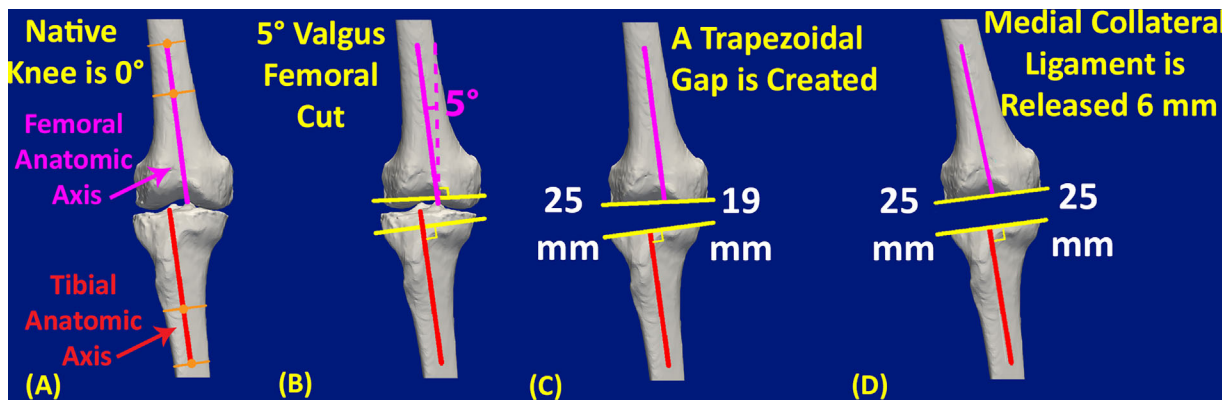 Native
Knee is 0°
Femoral
Anatomic
Axis
Tibial
Anatomic
Axis
(A)
5° Valgus
Femoral
Cut
5°
(B)
A Trapezoidal
Gap is Created
25
mm
19
mm
(C)
Medial Collateral
Ligament is
Released 6 mm
25
mm
25
mm
(D)